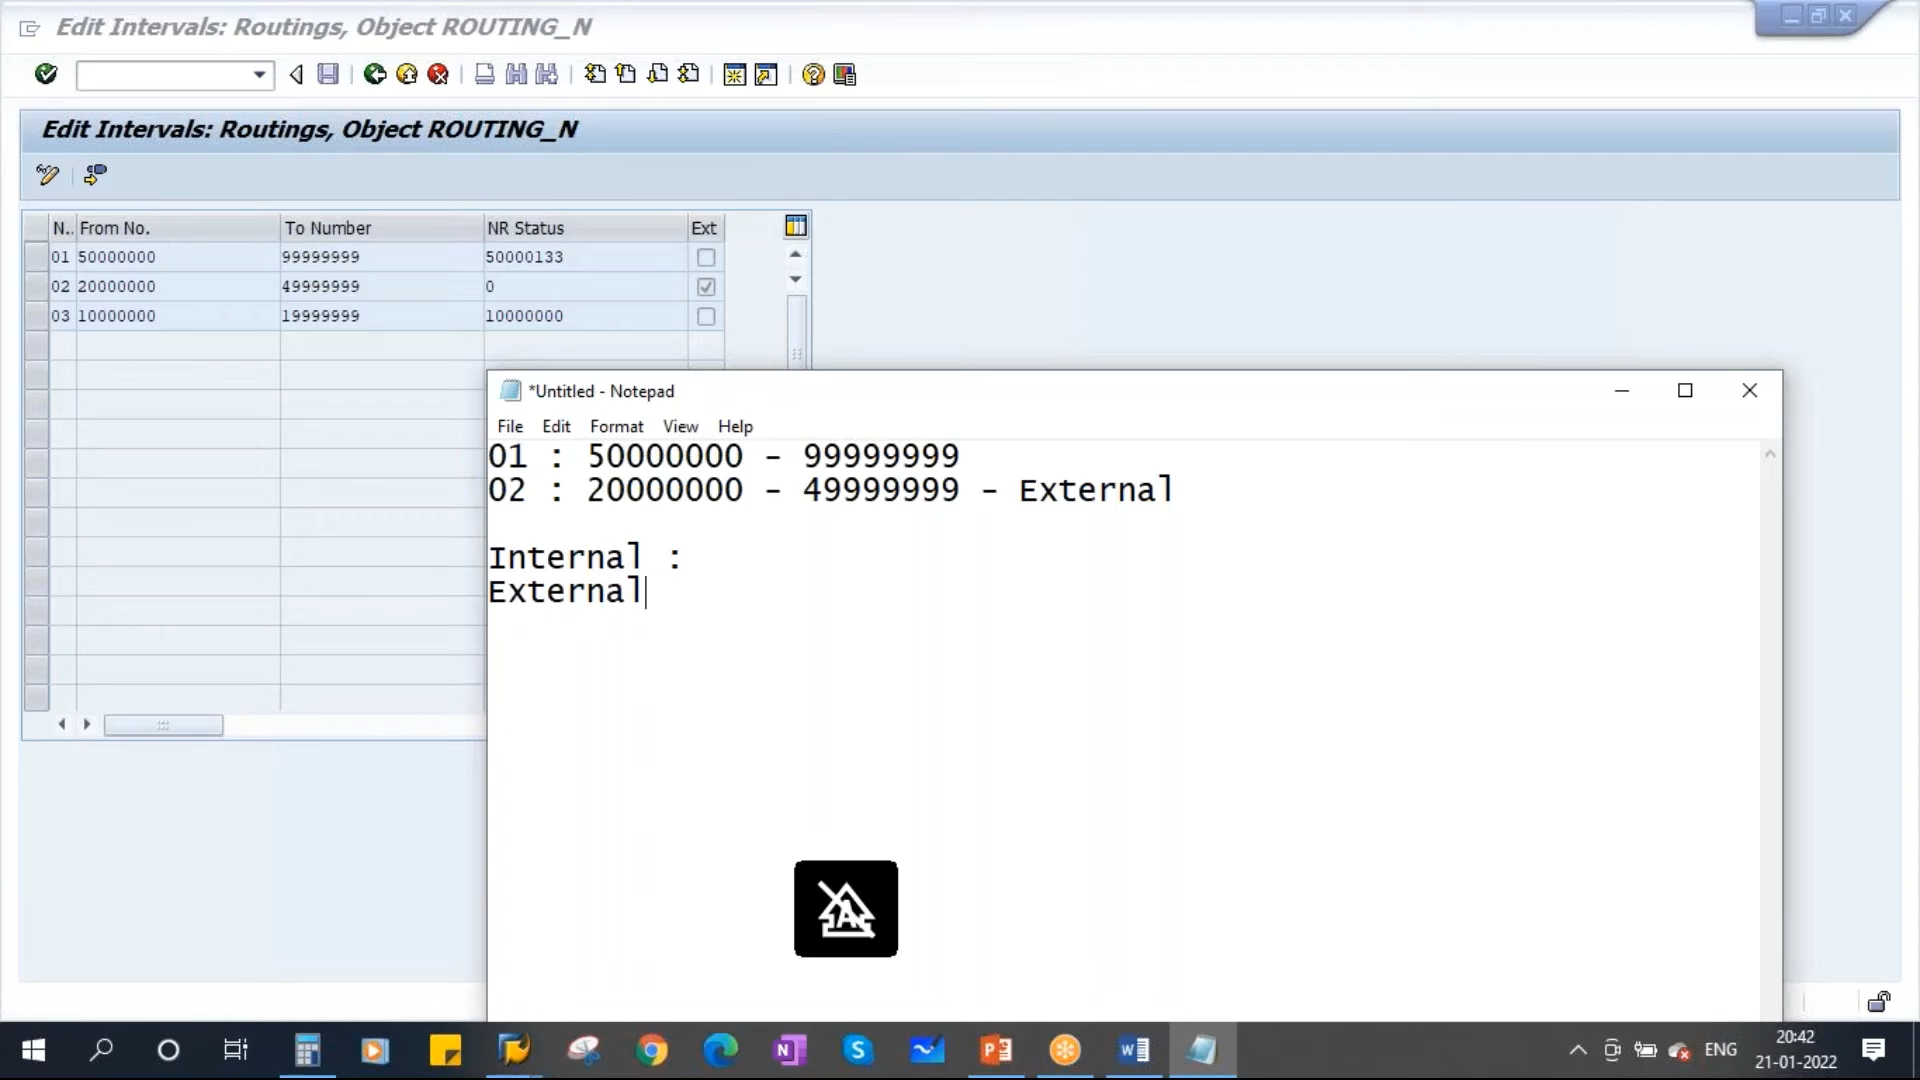 Edit Intervals: Routings, Object ROUTING_N
Edit Intervals: Routings, Object ROUTING_N
N.. From No. To Number NR Status Ext
01 50000000 99999999 50000133
02 20000000 49999999 0
03 10000000 19999999 10000000
*Untitled - Notepad
File Edit Format View Help
01 : 50000000 - 99999999
02 : 20000000 - 49999999 - External
Internal :
External
A
ENG
20:42
21-01-2022